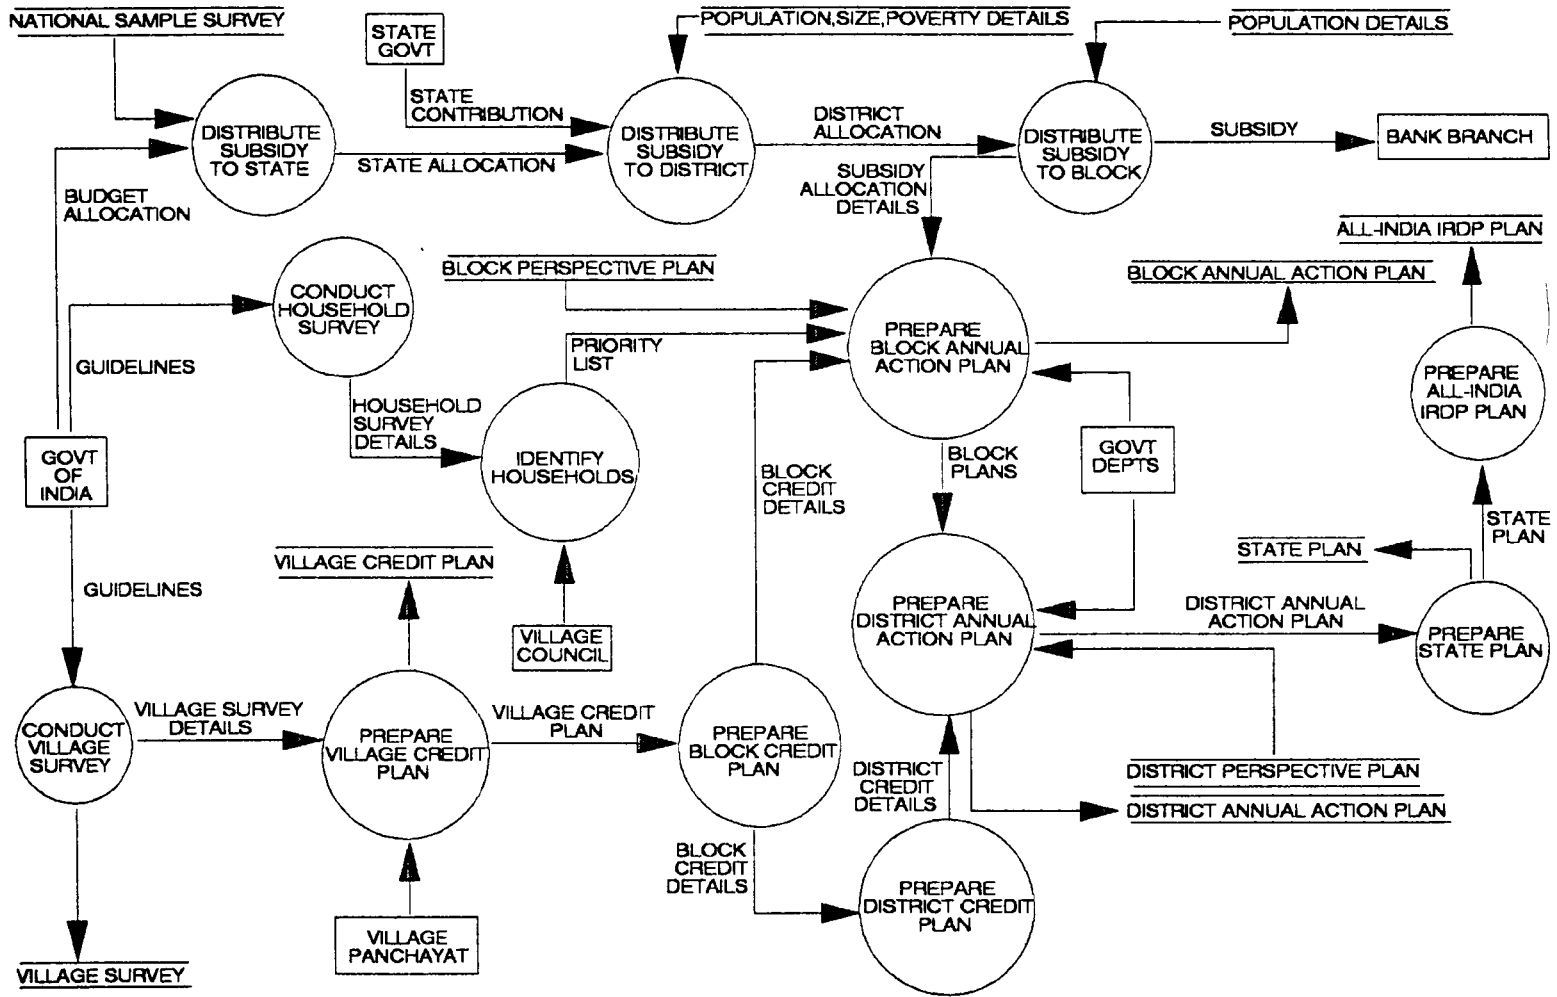 NATIONAL SAMPLE SURVEY
STATE
GOVT
POPULATION,SIZE,POVERTY DETAILS
POPULATION DETAILS
STATE
CONTRIBUTION
DISTRIBUTE
SUBSIDY
TO STATE
STATE ALLOCATION
DISTRIBUTE
SUBSIDY
TO DISTRICT
DISTRICT
ALLOCATION
DISTRIBUTE
SUBSIDY
TO BLOCK
SUBSIDY
BANK BRANCH
BUDGET
ALLOCATION
SUBSIDY
ALLOCATION
DETAILS
ALL-INDIA IRDP PLAN
BLOCK PERSPECTIVE PLAN
BLOCK ANNUAL ACTION PLAN
CONDUCT
HOUSEHOLD
SURVEY
PREPARE
BLOCK ANNUAL
ACTION PLAN
PRIORITY
LIST
GUIDELINES
PREPARE
ALL-INDIA
IRDP PLAN
HOUSEHOLD
SURVEY
DETAILS
GOVT
OF
INDIA
IDENTIFY
HOUSEHOLDS
BLOCK
CREDIT
DETAILS
BLOCK
PLANS
GOVT
DEPTS
STATE
PLAN
STATE PLAN
VILLAGE CREDIT PLAN
GUIDELINES
PREPARE
DISTRICT ANNUAL
ACTION PLAN
DISTRICT ANNUAL
ACTION PLAN
PREPARE
STATE PLAN
VILLAGE
COUNCIL
CONDUCT
VILLAGE
SURVEY
VILLAGE SURVEY
DETAILS
PREPARE
VILLAGE CREDIT
PLAN
VILLAGE CREDIT
PLAN
PREPARE
BLOCK CREDIT
PLAN
DISTRICT
CREDIT
DETAILS
DISTRICT PERSPECTIVE PLAN
DISTRICT ANNUAL ACTION PLAN
BLOCK
CREDIT
DETAILS
PREPARE
DISTRICT CREDIT
PLAN
VILLAGE
PANCHAYAT
VILLAGE SURVEY